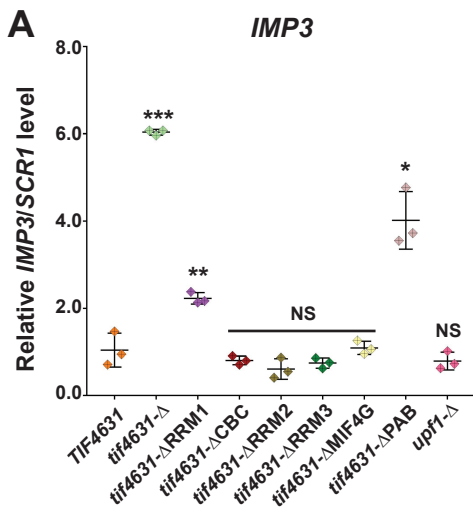 A
IMP3
Relative IMP3/SCR1 level
8.0
6.0
4.0
2.0
0.0
***
**
NS
*
NS
TIF4631
tif4631-Δ
tif4631-ΔRRM1
tif4631-ΔCBC
tif4631-ΔRRM2
tif4631-ΔRRM3
tif4631-ΔMIF4G
tif4631-ΔPAB
upf1-Δ